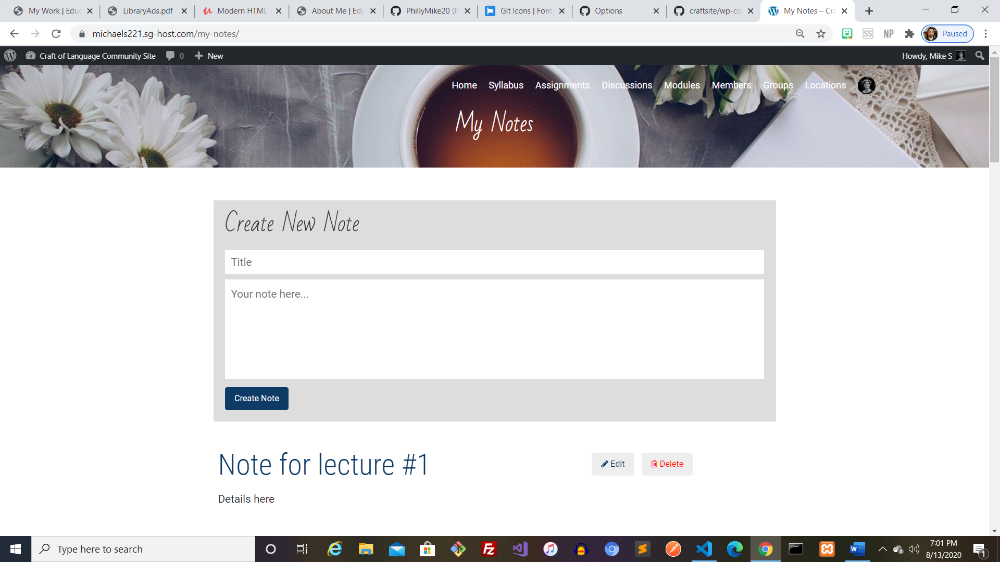 My Work | Educ
LibraryAds.pdf
Modern HTML
About Me | Edu
PhillyMike20 (P
Git Icons | Font
Options
craftsite/wp-co
My Notes – Cra
michaels221.sg-host.com/my-notes/
SS
NP
Paused
Craft of Language Community Site
0
New
Howdy, Mike S
Home Syllabus Assignments Discussions Modules Members Groups Locations
My Notes
Create New Note
Title
Your note here...
Create Note
Note for lecture #1
Edit
Delete
Details here
Type here to search
7:01 PM
8/13/2020
1